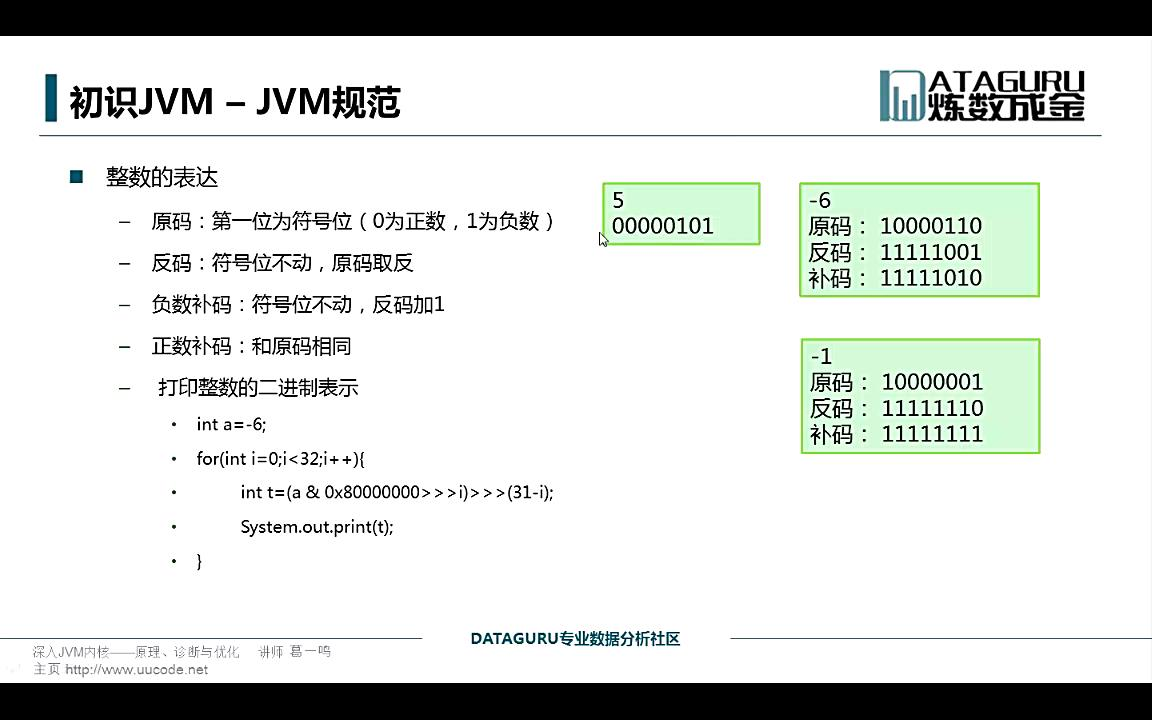 初识JVM – JVM规范
ATAGURU
炼数成金
整数的表达
– 原码：第一位为符号位（0为正数，1为负数）
– 反码：符号位不动，原码取反
– 负数补码：符号位不动，反码加1
– 正数补码：和原码相同
– 打印整数的二进制表示
• int a=-6;
• for(int i=0;i<32;i++){
• int t=(a & 0x80000000>>>i)>>>(31-i);
• System.out.print(t);
• }
5
00000101
-6
原码： 10000110
反码： 11111001
补码： 11111010
-1
原码： 10000001
反码： 11111110
补码： 11111111
DATAGURU专业数据分析社区
深入JVM内核——原理、诊断与优化 讲师 葛一鸣
主页 http://www.uucode.net